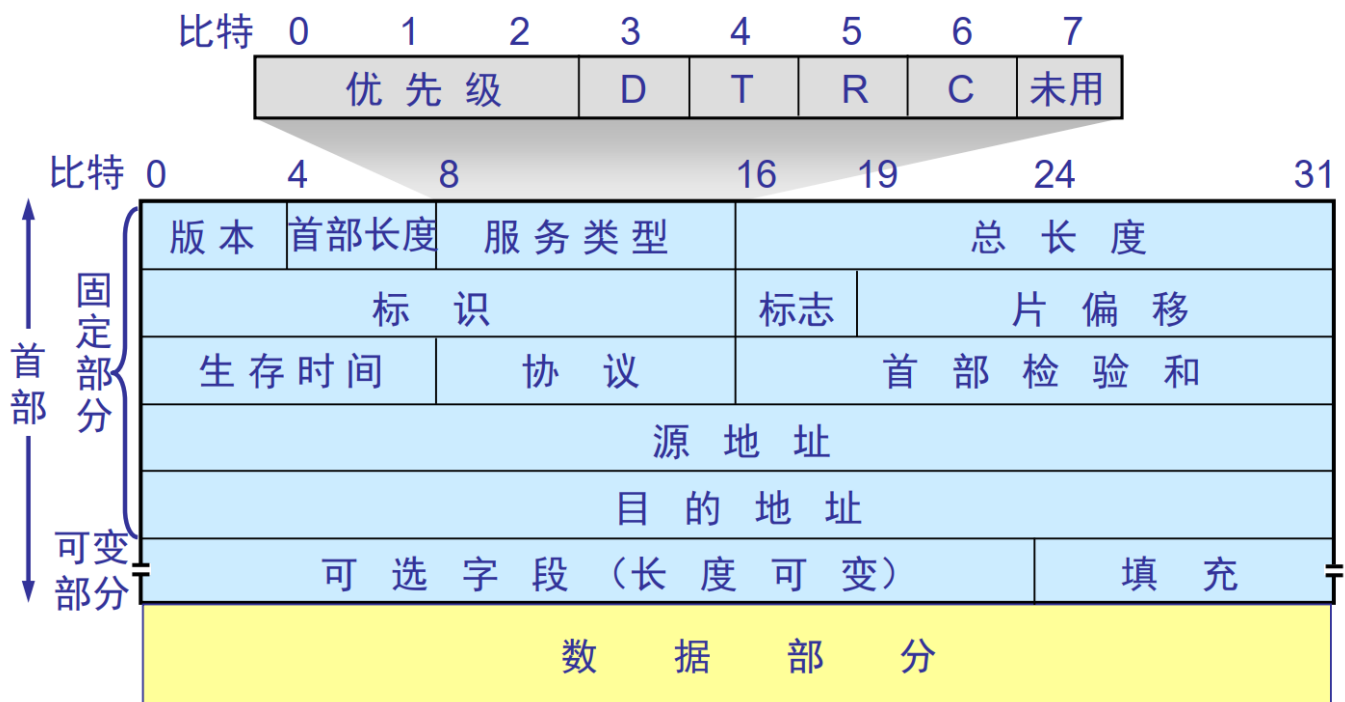 比特 0 1 2 3 4 5 6 7
优先级 D T R C 未用
比特 0 4 8 16 19 24 31
版本 首部长度 服务类型 总长度
标识 标志 片偏移
生存时间 协议 首部检验和
源地址
目的地址
可选字段（长度可变） 填充
数据部分
首部
固定部分
可变
部分